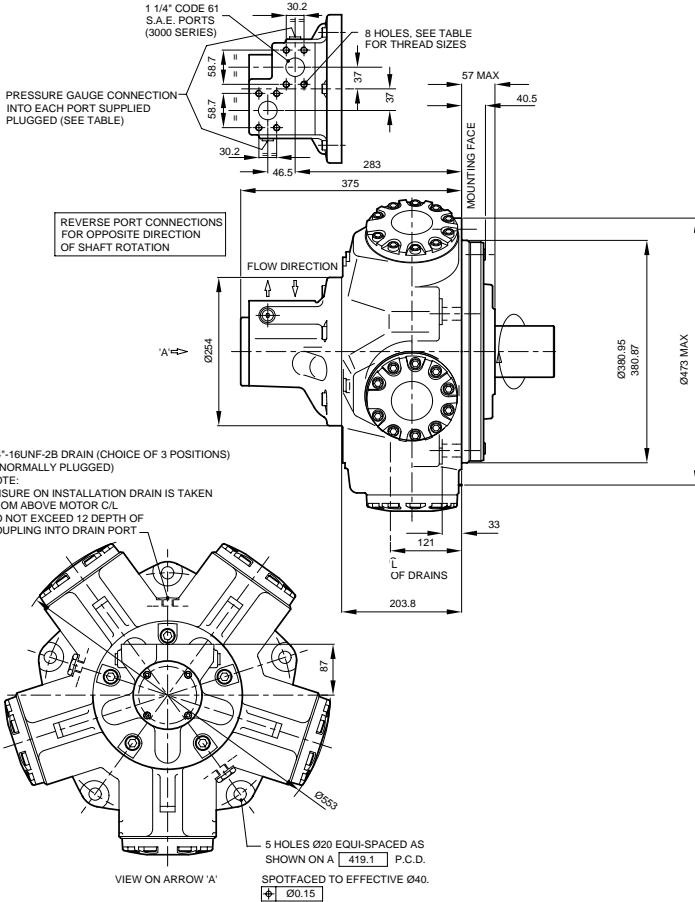 1 1/4" CODE 61
S.A.E. PORTS
(3000 SERIES)
30.2
8 HOLES, SEE TABLE
FOR THREAD SIZES
58.7
=
=
37
37
57 MAX
40.5
PRESSURE GAUGE CONNECTION
INTO EACH PORT SUPPLIED
PLUGGED (SEE TABLE)
58.7
=
=
30.2
46.5
283
375
MOUNTING FACE
REVERSE PORT CONNECTIONS
FOR OPPOSITE DIRECTION
OF SHAFT ROTATION
FLOW DIRECTION
'A'
Ø254
Ø380.95
380.87
Ø473 MAX
"-16UNF-2B DRAIN (CHOICE OF 3 POSITIONS)
NORMALLY PLUGGED)
OTE:
NSURE ON INSTALLATION DRAIN IS TAKEN
OM ABOVE MOTOR C/L
O NOT EXCEED 12 DEPTH OF
OUPLING INTO DRAIN PORT
33
121
L
OF DRAINS
203.8
87
Ø553
5 HOLES Ø20 EQUI-SPACED AS
SHOWN ON A 419.1 P.C.D.
VIEW ON ARROW 'A'
SPOTFACED TO EFFECTIVE Ø40.
⌖ Ø0.15